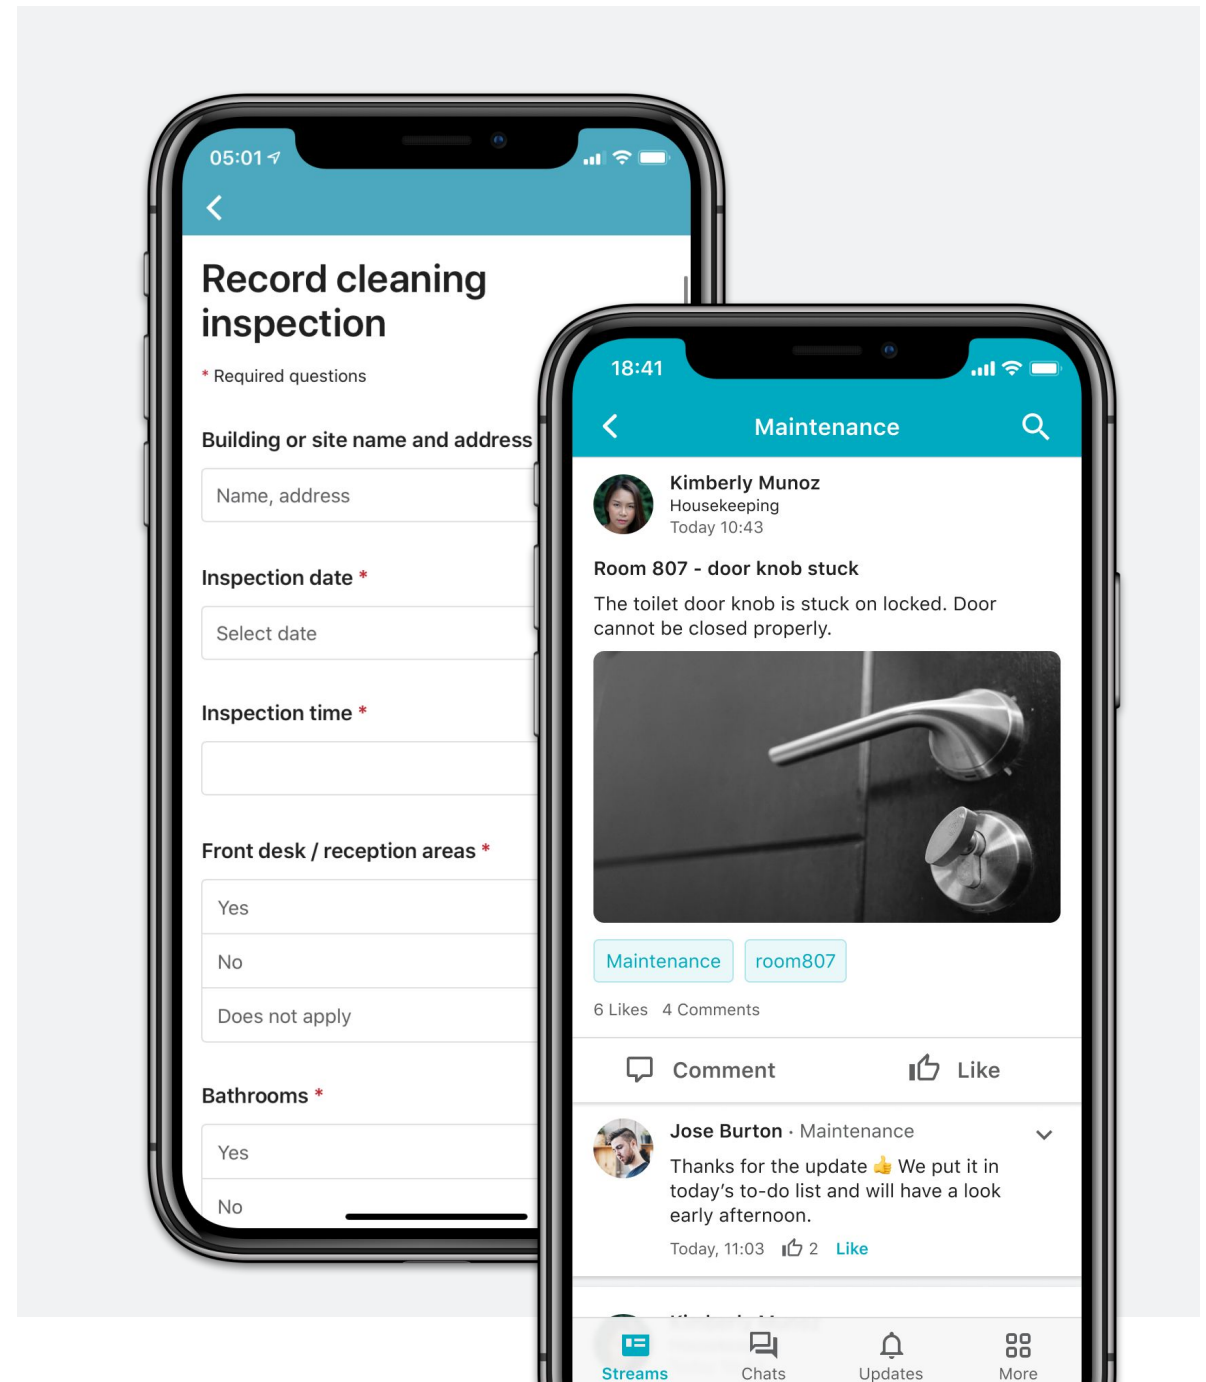 05:01
Record cleaning
inspection
* Required questions
Building or site name and address
Name, address
Inspection date *
Select date
Inspection time *
Front desk / reception areas *
Yes
No
Does not apply
Bathrooms *
Yes
No
18:41
Maintenance
Kimberly Munoz
Housekeeping
Today 10:43
Room 807 - door knob stuck
The toilet door knob is stuck on locked. Door
cannot be closed properly.
Maintenance room807
6 Likes 4 Comments
Comment Like
Jose Burton · Maintenance
Thanks for the update 👍 We put it in
today's to-do list and will have a look
early afternoon.
Today, 11:03 2 Like
Streams Chats Updates More